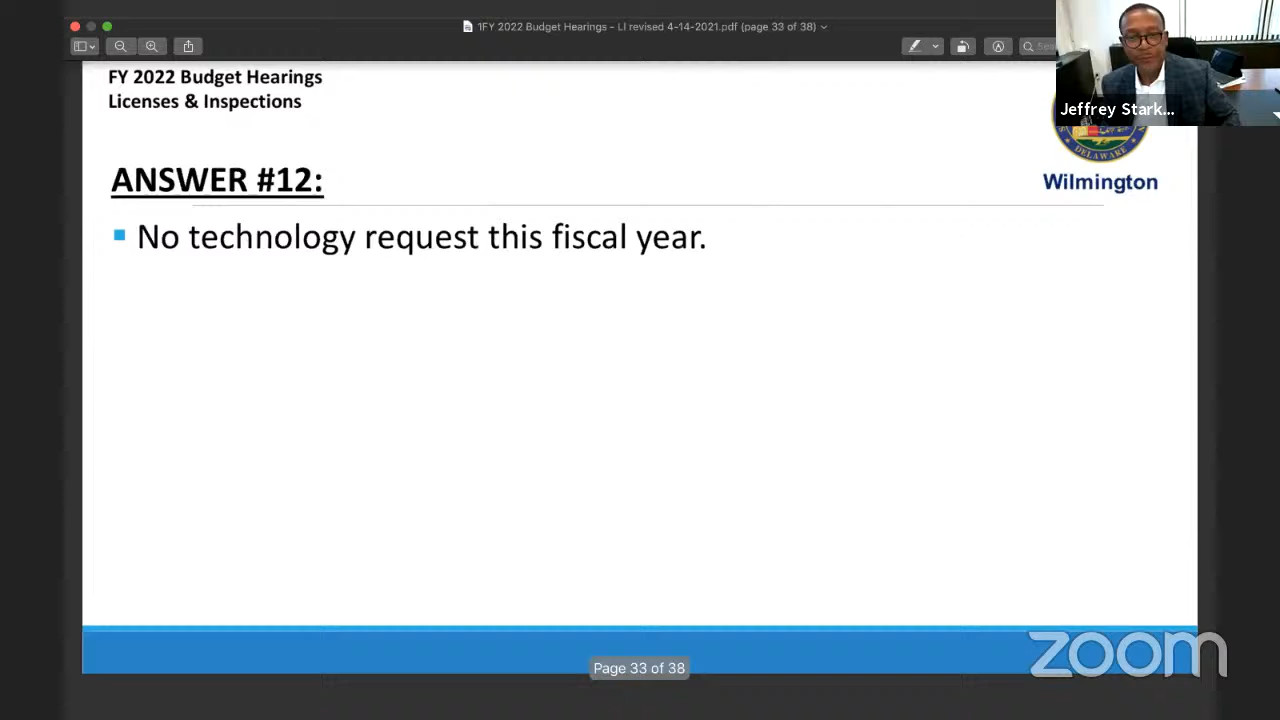 1FY 2022 Budget Hearings - LI revised 4-14-2021.pdf (page 33 of 38)
FY 2022 Budget Hearings
Licenses & Inspections
Jeffrey Stark...
DELAWARE
Wilmington
ANSWER #12:
No technology request this fiscal year.
Page 33 of 38
zoom